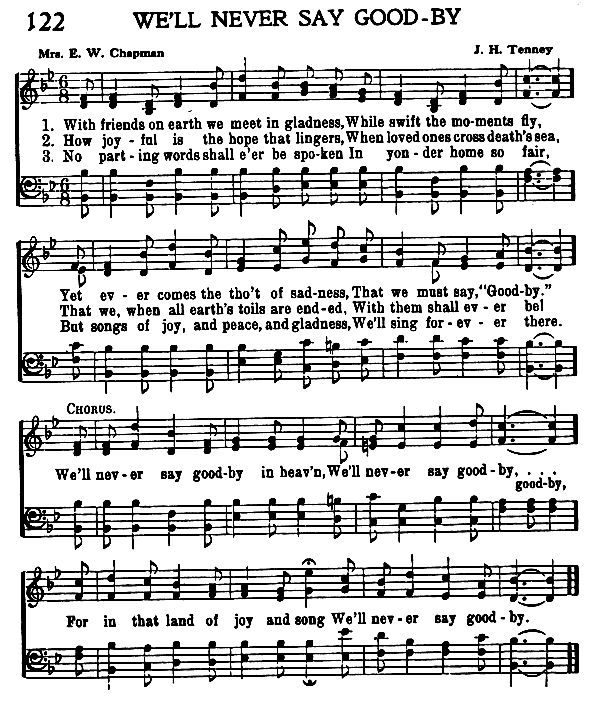 122 WE'LL NEVER SAY GOOD-BY
Mrs. E. W. Chapman J. H. Tenney
1. With friends on earth we meet in gladness, While swift the mo-ments fly,
2. How joy - ful is the hope that lingers, When loved ones cross death's sea,
3. No part - ing words shall e'er be spo-ken In yon - der home so fair,
Yet ev - er comes the tho't of sad-ness, That we must say, "Good-by."
That we, when all earth's toils are end-ed, With them shall ev - er bel
But songs of joy, and peace, and gladness, We'll sing for - ev - er there.
CHORUS.
We'll nev-er say good-by in heav'n, We'll nev-er say good-by, . . . .
good-by,
For in that land of joy and song We'll nev-er say good-by.